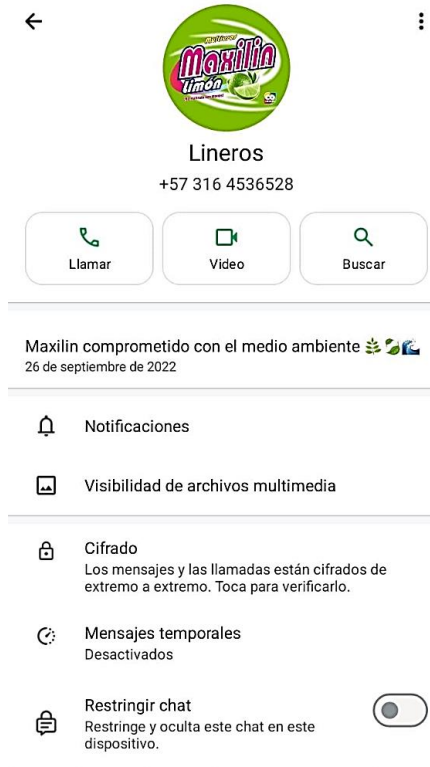 Multiusos
Maxilin
Limón
Lineros
+57 316 4536528
Llamar
Video
Buscar
Maxilin comprometido con el medio ambiente 🌿🍃🌊
26 de septiembre de 2022
Notificaciones
Visibilidad de archivos multimedia
Cifrado
Los mensajes y las llamadas están cifrados de
extremo a extremo. Toca para verificarlo.
Mensajes temporales
Desactivados
Restringir chat
Restringe y oculta este chat en este
dispositivo.